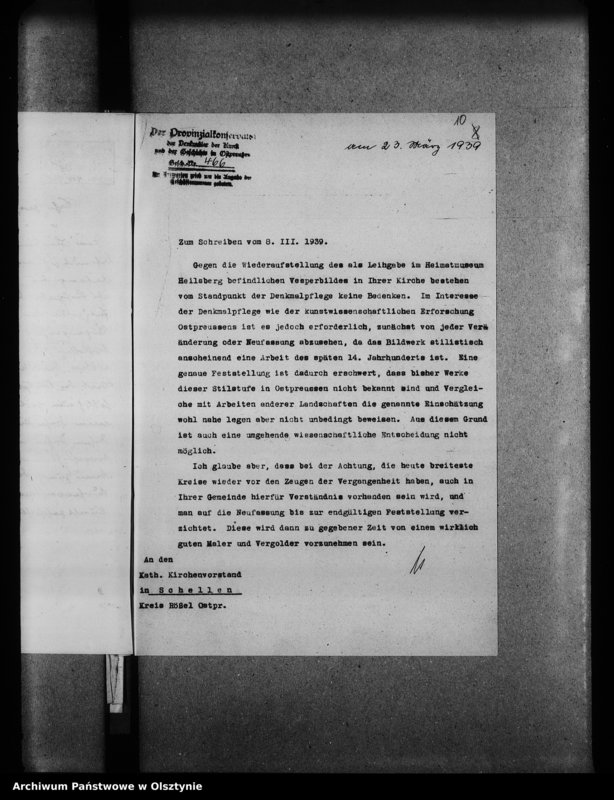 10
8
am 23. März 1939
Der Provinzialkonservator
der Denkmäler der Kunst
und der Geschichte in Ostpreußen
Gesch.-Nr. 466
zur die Angabe der
Geschäftsnummer gebeten.
Zum Schreiben vom 8. III. 1939.
Gegen die Wiederaufstellung des als Leihgabe im Heimatmuseum
Heilsberg befindlichen Vesperbildes in Ihrer Kirche bestehen
vom Standpunkt der Denkmalpflege keine Bedenken. Im Interesse
der Denkmalpflege wie der kunstwissenschaftlichen Erforschung
Ostpreussens ist es jedoch erforderlich, zunächst von jeder Verä
änderung oder Neufassung abzusehen, da das Bildwerk stilistisch
anscheinend eine Arbeit des späten 14. Jahrhunderts ist. Eine
genaue Feststellung ist dadurch erschwert, dass bisher Werke
dieser Stilstufe in Ostpreussen nicht bekannt sind und Verglei-
che mit Arbeiten anderer Landschaften die genannte Einschätzung
wohl nahe legen aber nicht unbedingt beweisen. Aus diesem Grund
ist auch eine umgehende wissenschaftliche Entscheidung nicht
möglich.
Ich glaube aber, dass bei der Achtung, die heute breiteste
Kreise wieder vor den Zeugen der Vergangenheit haben, auch in
Ihrer Gemeinde hierfür Verständnis vorhanden sein wird, und
man auf die Neufassung bis zur endgültigen Feststellung ver-
zichtet. Diese wird dann zu gegebener Zeit von einem wirklich
guten Maler und Vergolder vorzunehmen sein.
An den
Kath. Kirchenvorstand
in Schellen
Kreis Rößel Ostpr.
Archiwum Państwowe w Olsztynie